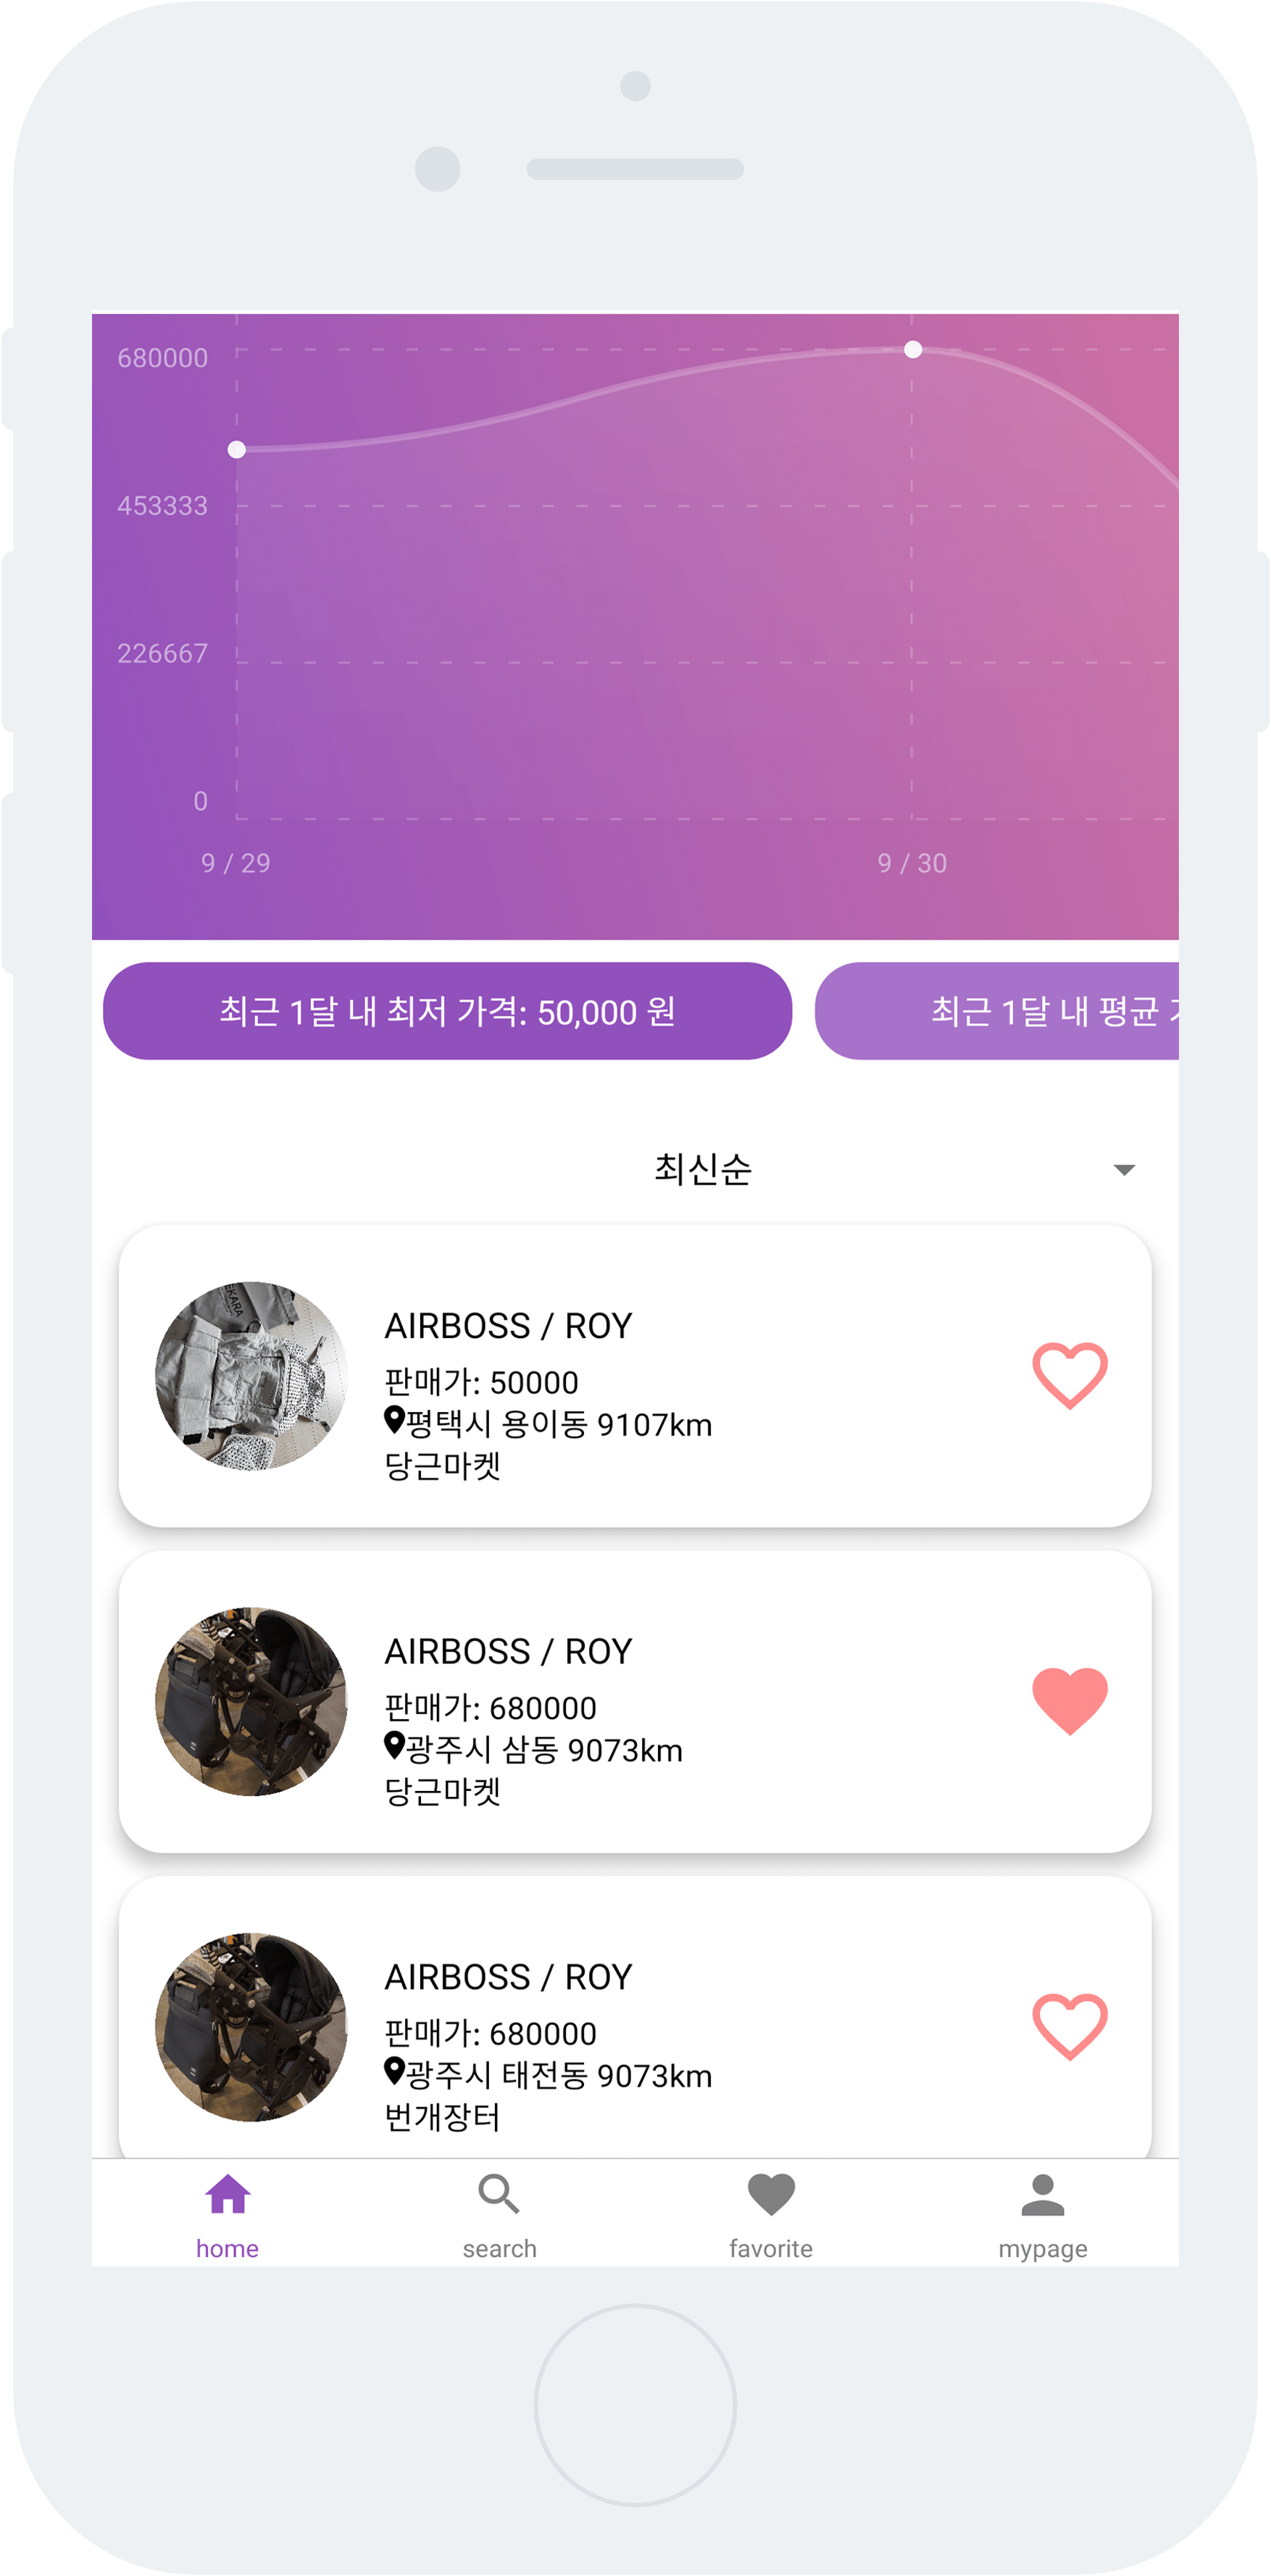 680000
453333
226667
0
9 / 29
9 / 30
최근 1달 내 최저 가격: 50,000 원
최근 1달 내 평균
최신순
EKARA
AIRBOSS / ROY
판매가: 50000
평택시 용이동 9107km
당근마켓
AIRBOSS / ROY
판매가: 680000
광주시 삼동 9073km
당근마켓
AIRBOSS / ROY
판매가: 680000
광주시 태전동 9073km
번개장터
home
search
favorite
mypage